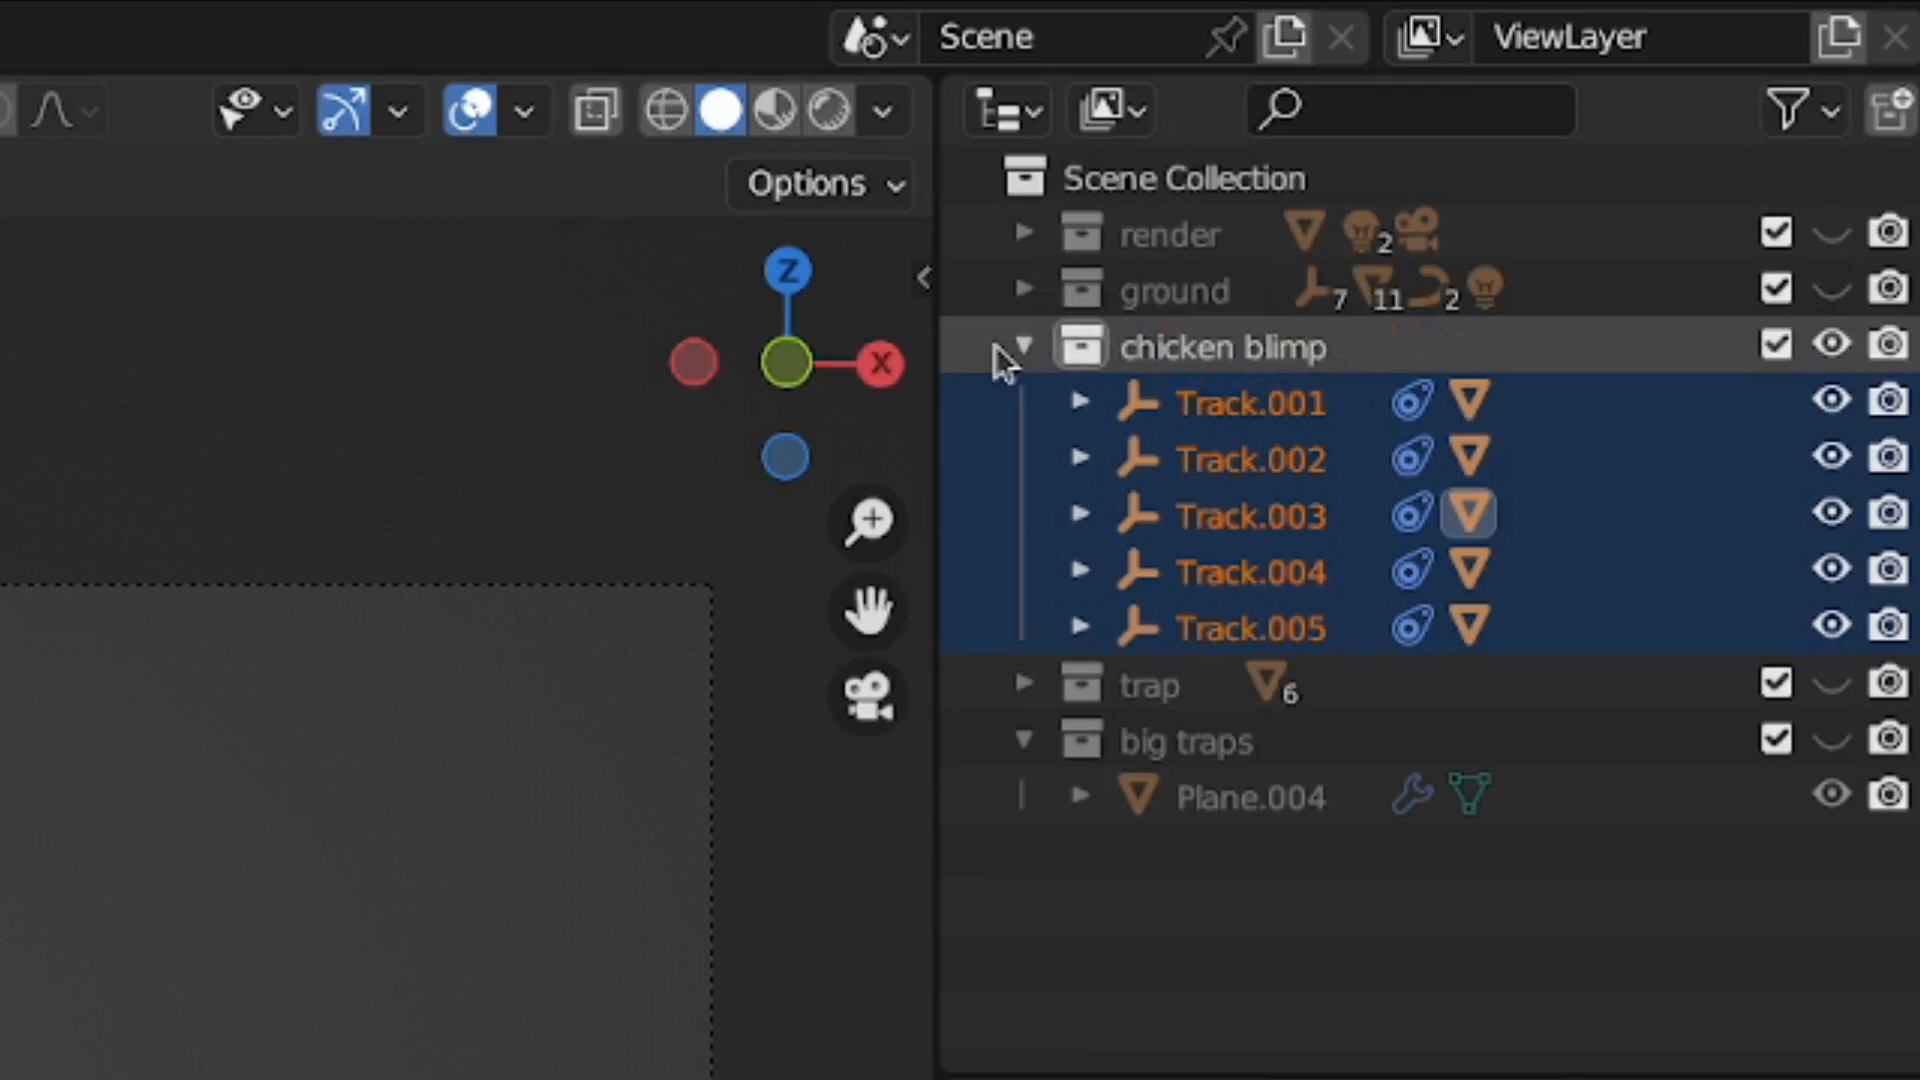 Scene
ViewLayer
Options
Scene Collection
render 2
ground 7 11 2
chicken blimp
Track.001
Track.002
Track.003
Track.004
Track.005
trap 6
big traps
Plane.004
Z
X